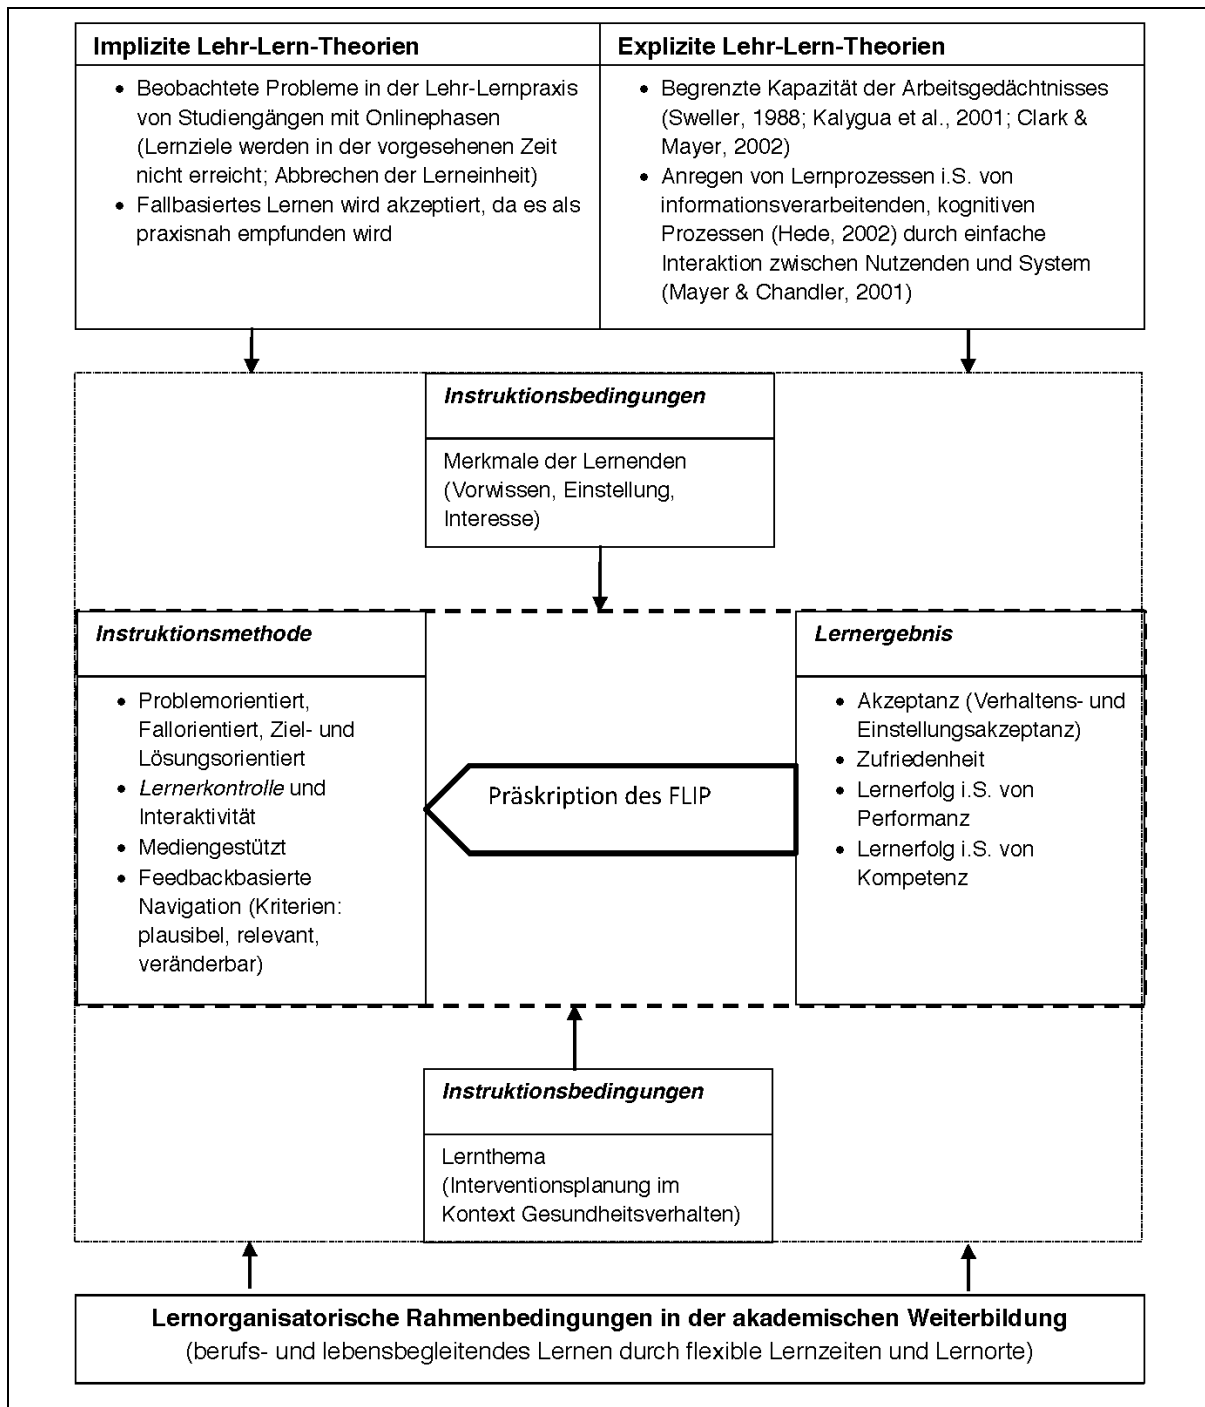 Implizite Lehr-Lern-Theorien
Beobachtete Probleme in der Lehr-Lernpraxis
von Studiengängen mit Onlinephasen
(Lernziele werden in der vorgesehenen Zeit
nicht erreicht; Abbrechen der Lerneinheit)
Fallbasiertes Lernen wird akzeptiert, da es als
praxisnah empfunden wird
Explizite Lehr-Lern-Theorien
Begrenzte Kapazität der Arbeitsgedächtnisses
(Sweller, 1988; Kalygua et al., 2001; Clark &
Mayer, 2002)
Anregen von Lernprozessen i.S. von
informationsverarbeitenden, kognitiven
Prozessen (Hede, 2002) durch einfache
Interaktion zwischen Nutzenden und System
(Mayer & Chandler, 2001)
Instruktionsbedingungen
Merkmale der Lernenden
(Vorwissen, Einstellung,
Interesse)
Instruktionsmethode
Problemorientiert,
Fallorientiert, Ziel- und
Lösungsorientiert
Lernerkontrolle und
Interaktivität
Mediengestützt
Feedbackbasierte
Navigation (Kriterien:
plausibel, relevant,
veränderbar)
Präskription des FLIP
Lernergebnis
Akzeptanz (Verhaltens- und
Einstellungsakzeptanz)
Zufriedenheit
Lernerfolg i.S. von
Performanz
Lernerfolg i.S. von
Kompetenz
Instruktionsbedingungen
Lernthema
(Interventionsplanung im
Kontext Gesundheitsverhalten)
Lernorganisatorische Rahmenbedingungen in der akademischen Weiterbildung
(berufs- und lebensbegleitendes Lernen durch flexible Lernzeiten und Lernorte)